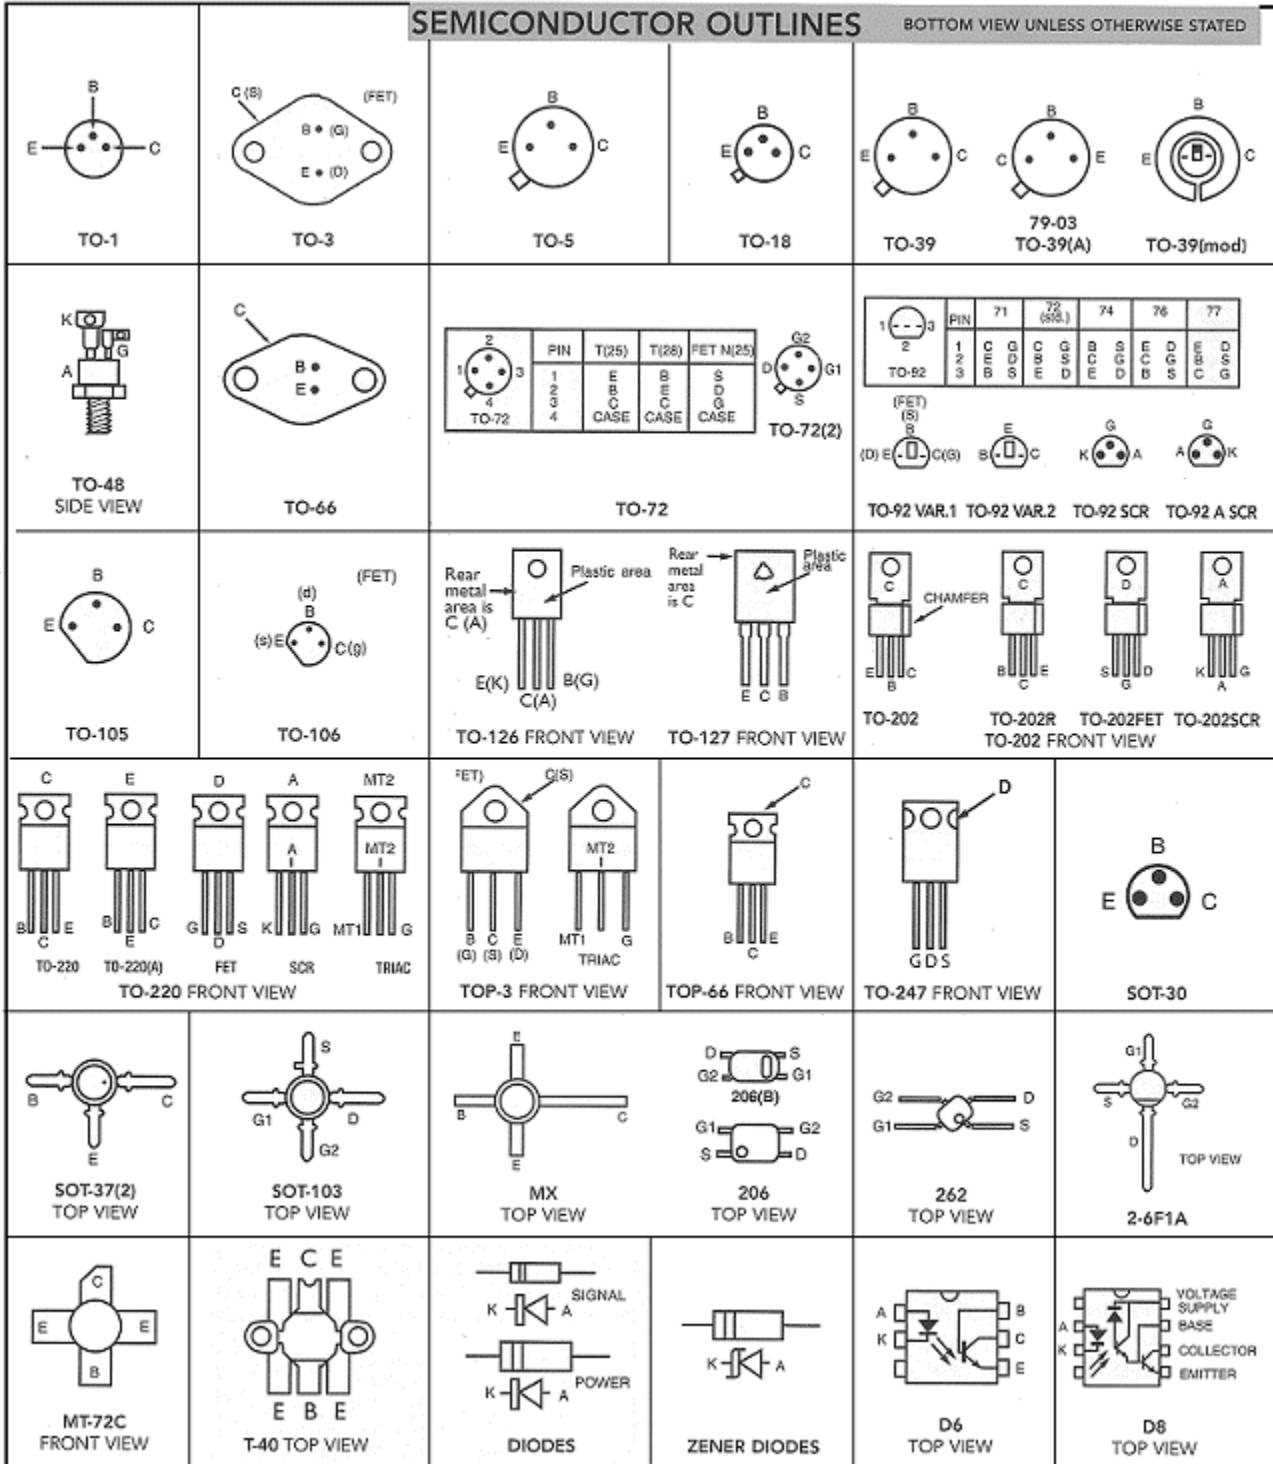 SEMICONDUCTOR OUTLINES BOTTOM VIEW UNLESS OTHERWISE STATED
B
E C
TO-1
C (S) (FET)
B (G)
E (D)
TO-3
B
E C
TO-5
B
E C
TO-18
B
E C
TO-39
B
C E
79-03
TO-39(A)
B
E C
TO-39(mod)
K
G
A
TO-48
SIDE VIEW
C
B
E
TO-66
2
1 3
4
TO-72
PIN T(25) T(28) FET N(25)
1 E B S
2 B E D
3 C C G
4 CASE CASE CASE
G2
D G1
S
TO-72(2)
TO-72
1 3
2
TO-92
PIN 71 72 (std.) 74 76 77
1 C G C G B S E D E D
2 E D B S C G C G B S
3 B S E D E D B S C G
(FET)
(S)
B
(D) E C(G)
TO-92 VAR.1
E
B C
TO-92 VAR.2
G
K A
TO-92 SCR
G
A K
TO-92 A SCR
B
E C
TO-105
(FET)
(d)
B
(s) E C(g)
TO-106
Rear
metal
area is
C (A)
Plastic area
E(K) B(G)
C(A)
TO-126 FRONT VIEW
Rear
metal
area
is C
Plastic
area
E C B
TO-127 FRONT VIEW
C
CHAMFER
E C
B
TO-202
C
B E
C
TO-202R
D
S D
G
TO-202FET
A
K G
A
TO-202SCR
TO-202 FRONT VIEW
C
B E
C
TO-220
E
B C
E
TO-220(A)
D
G S
D
FET
A
A
K G
SCR
MT2
MT2
MT1 G
TRIAC
TO-220 FRONT VIEW
FET) C(S)
B C E
(G) (S) (D)
MT2
MT1 G
TRIAC
TOP-3 FRONT VIEW
C
B E
C
TOP-66 FRONT VIEW
D
G D S
TO-247 FRONT VIEW
B
E C
SOT-30
B C
E
SOT-37(2)
TOP VIEW
S
G1 D
G2
SOT-103
TOP VIEW
E
B C
E
MX
TOP VIEW
D S
G2 G1
206(B)
G1 G2
S D
206
TOP VIEW
G2 D
G1 S
262
TOP VIEW
G1
S G2
D
TOP VIEW
2-6F1A
C
E E
B
MT-72C
FRONT VIEW
E C E
E B E
T-40 TOP VIEW
SIGNAL
K A
POWER
K A
DIODES
K A
ZENER DIODES
A B
K C
E
D6
TOP VIEW
VOLTAGE
SUPPLY
A BASE
K COLLECTOR
EMITTER
D8
TOP VIEW